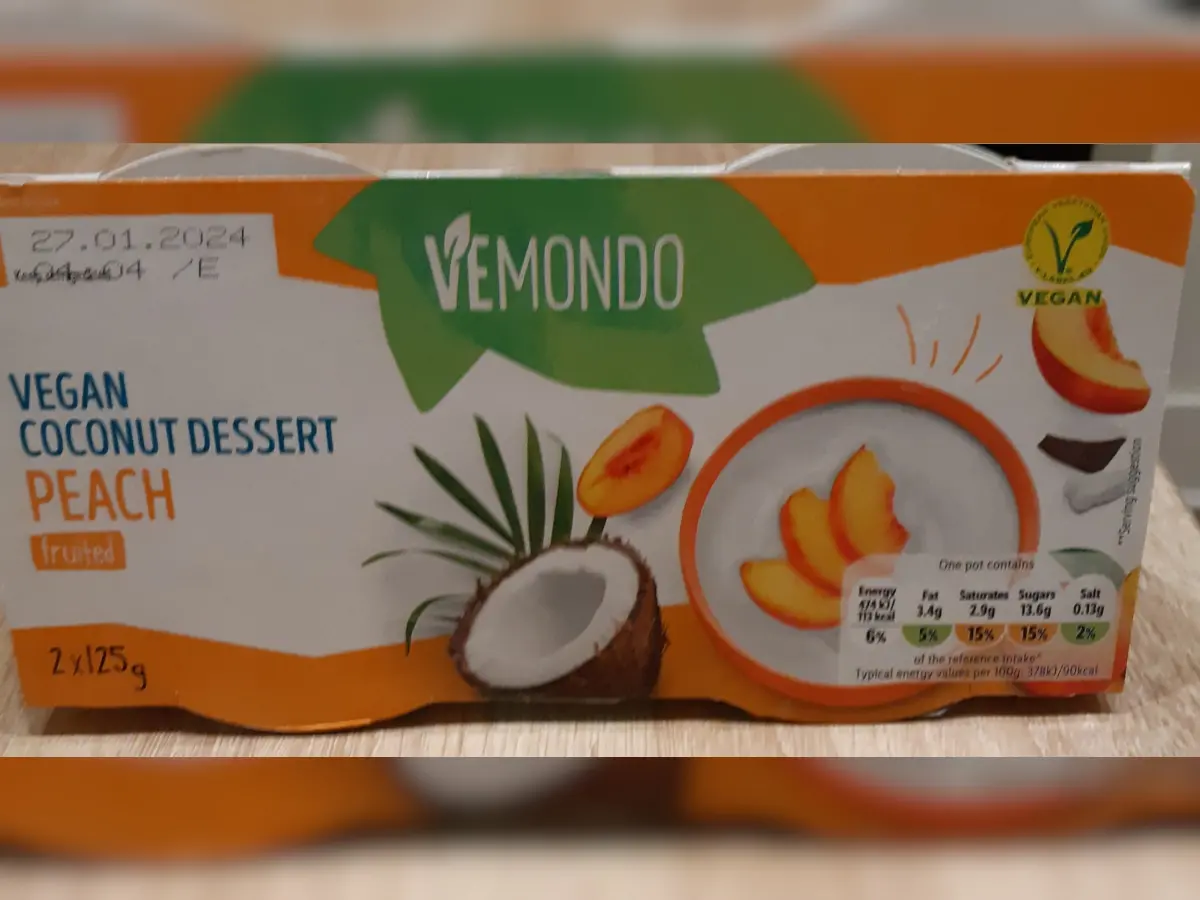 27.01.2024
04:04 /E
VEMONDO
VEGAN
VEGAN
COCONUT DESSERT
PEACH
fruited
2x125g
**Serving suggestion
One pot contains
Energy
474 kJ/
113 kcal
6%
Fat
3.4g
5%
Saturates
2.9g
15%
Sugars
13.6g
15%
Salt
0.13g
2%
of the reference intake*
Typical energy values per 100g: 378kJ/90kcal